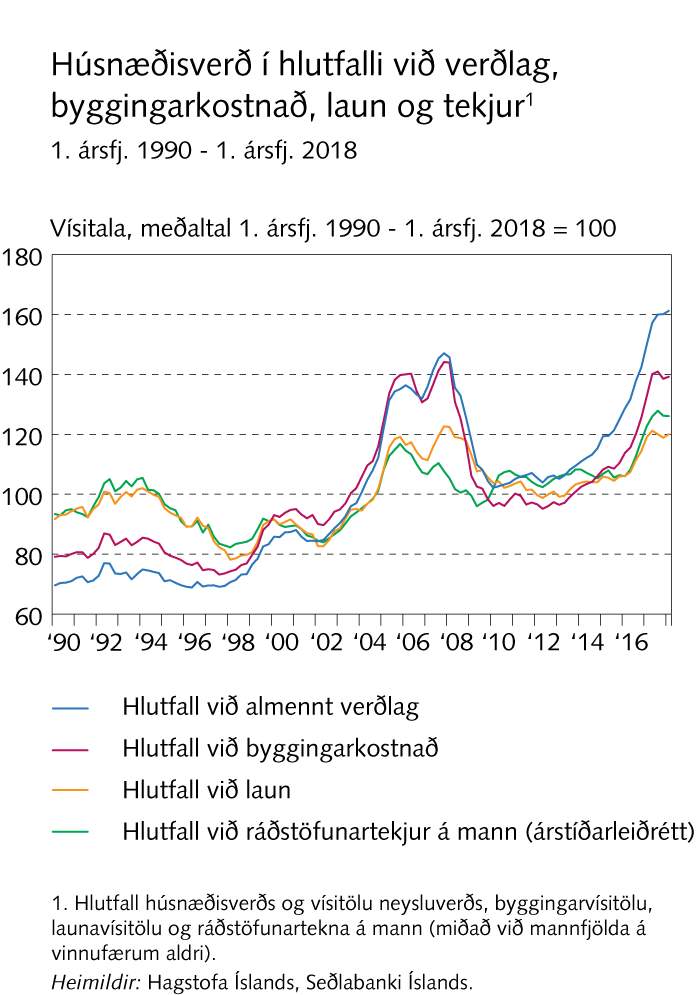 Húsnæðisverð í hlutfalli við verðlag,
byggingarkostnað, laun og tekjur¹
1. ársfj. 1990 - 1. ársfj. 2018
Vísitala, meðaltal 1. ársfj. 1990 - 1. ársfj. 2018 = 100
180
160
140
120
100
80
60
‘90 ‘92 ‘94 ‘96 ‘98 ‘00 ‘02 ‘04 ‘06 ‘08 ‘10 ‘12 ‘14 ‘16
Hlutfall við almennt verðlag
Hlutfall við byggingarkostnað
Hlutfall við laun
Hlutfall við ráðstöfunartekjur á mann (árstíðarleiðrétt)
1. Hlutfall húsnæðisverðs og vísitölu neysluverðs, byggingarvísitölu,
launavísitölu og ráðstöfunartekna á mann (miðað við mannfjölda á
vinnufærum aldri).
Heimildir: Hagstofa Íslands, Seðlabanki Íslands.